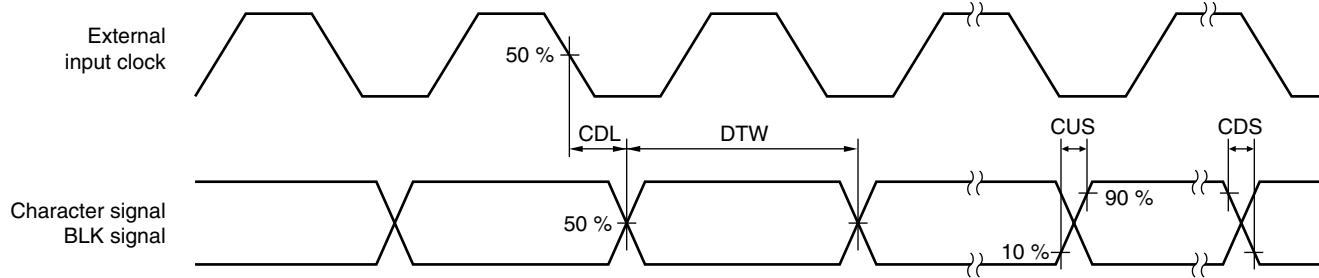 External
input clock
50 %
CDL
DTW
CUS
CDS
Character signal
BLK signal
50 %
90 %
10 %